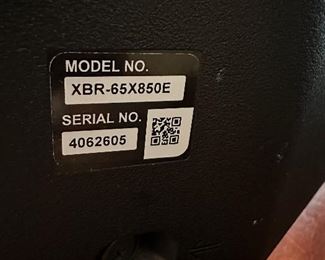 MODEL NO.
XBR-65X850E
SERIAL NO.
4062605